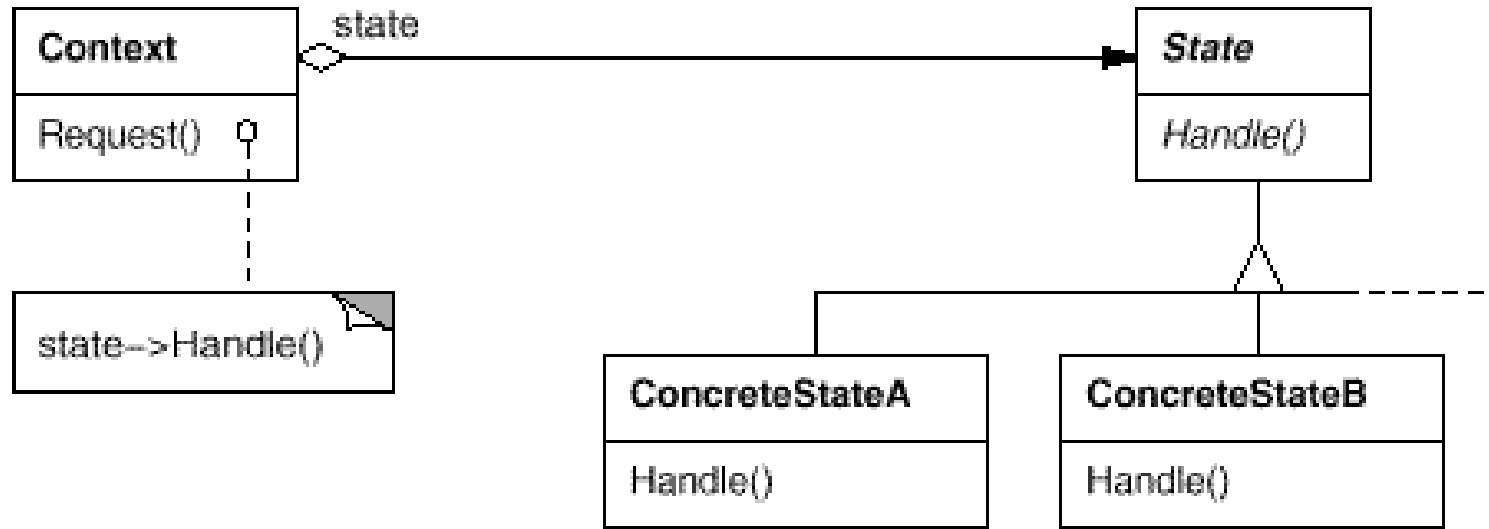 state
Context
State
Request()
Handle()
state-->Handle()
ConcreteStateA
ConcreteStateB
Handle()
Handle()